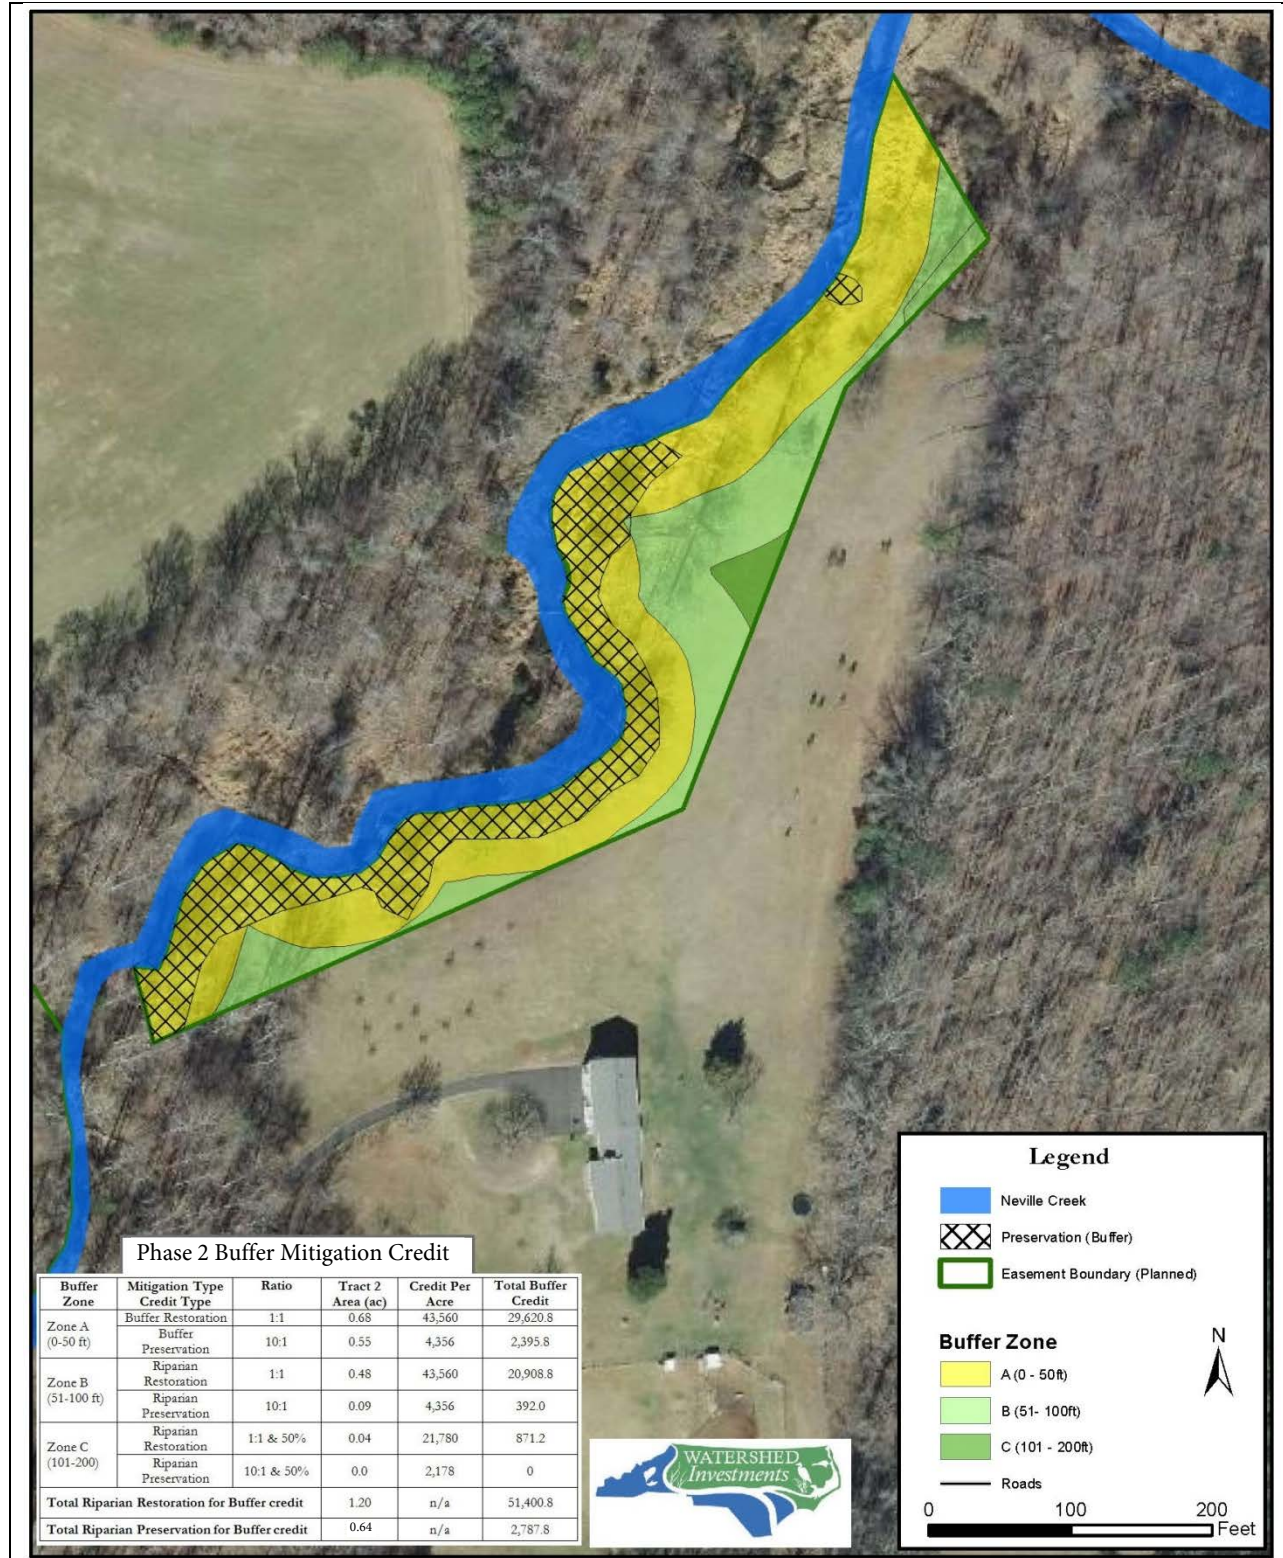 Phase 2 Buffer Mitigation Credit
Buffer Zone Mitigation Type Credit Type Ratio Tract 2 Area (ac) Credit Per Acre Total Buffer Credit
Zone A (0-50 ft) Buffer Restoration 1:1 0.68 43,560 29,620.8
Buffer Preservation 10:1 0.55 4,356 2,395.8
Zone B (51-100 ft) Riparian Restoration 1:1 0.48 43,560 20,908.8
Riparian Preservation 10:1 0.09 4,356 392.0
Zone C (101-200) Riparian Restoration 1:1 & 50% 0.04 21,780 871.2
Riparian Preservation 10:1 & 50% 0.0 2,178 0
Total Riparian Restoration for Buffer credit 1.20 n/a 51,400.8
Total Riparian Preservation for Buffer credit 0.64 n/a 2,787.8
WATERSHED
Investments
Legend
Neville Creek
Preservation (Buffer)
Easement Boundary (Planned)
Buffer Zone
A (0 - 50ft)
B (51- 100ft)
C (101 - 200ft)
Roads
N
0 100 200
Feet